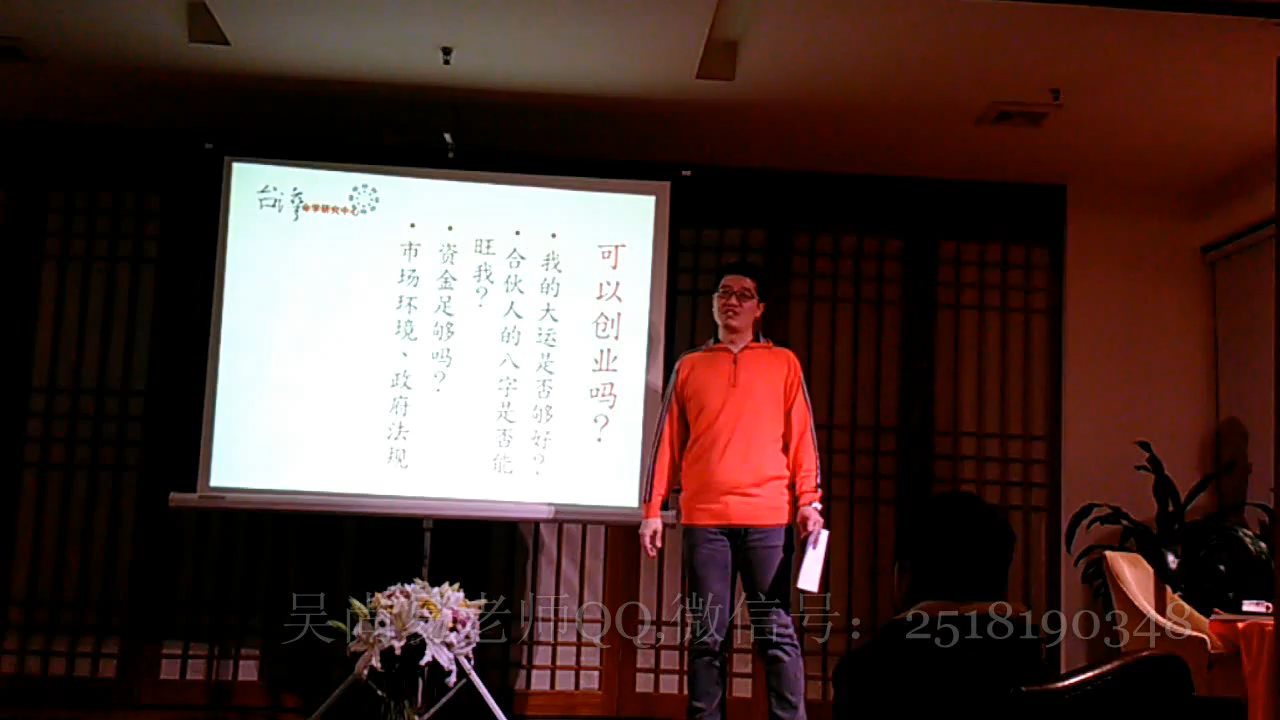 台湾命学研究中心
可以创业吗？
• 我的大运是否够好？
• 合伙人的八字是否能
旺我？
• 资金足够吗？
• 市场环境、政府法规
老师QQ,微信号：2518190348